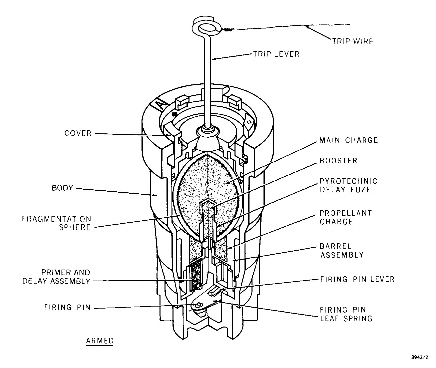 TRIP WIRE
TRIP LEVER
COVER
MAIN CHARGE
BOOSTER
BODY
PYROTECHNIC
DELAY FUZE
FRAGMENTATION
SPHERE
PROPELLANT
CHARGE
BARREL
ASSEMBLY
PRIMER AND
DELAY ASSEMBLY
FIRING PIN LEVER
FIRING PIN
FIRING PIN
LEAF SPRING
ARMED